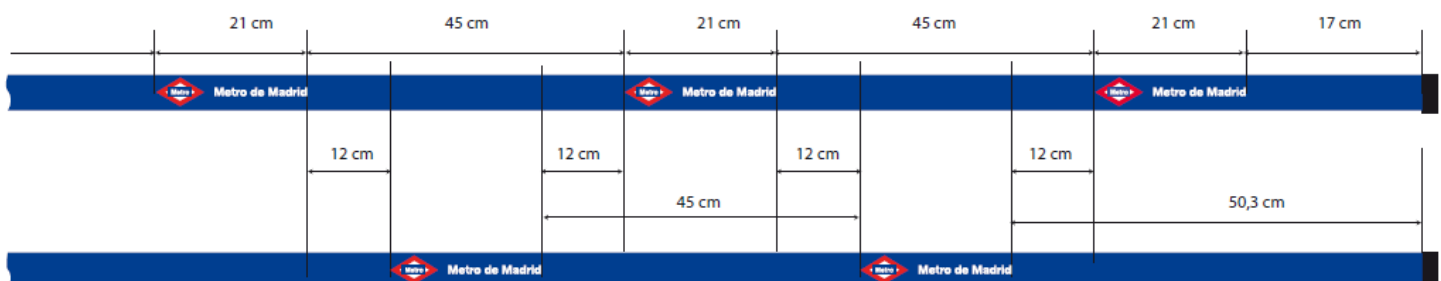 21 cm 45 cm 21 cm 45 cm 21 cm 17 cm
Metro Metro de Madrid Metro Metro de Madrid Metro Metro de Madrid
12 cm 12 cm 12 cm 12 cm
45 cm 50,3 cm
Metro Metro de Madrid Metro Metro de Madrid